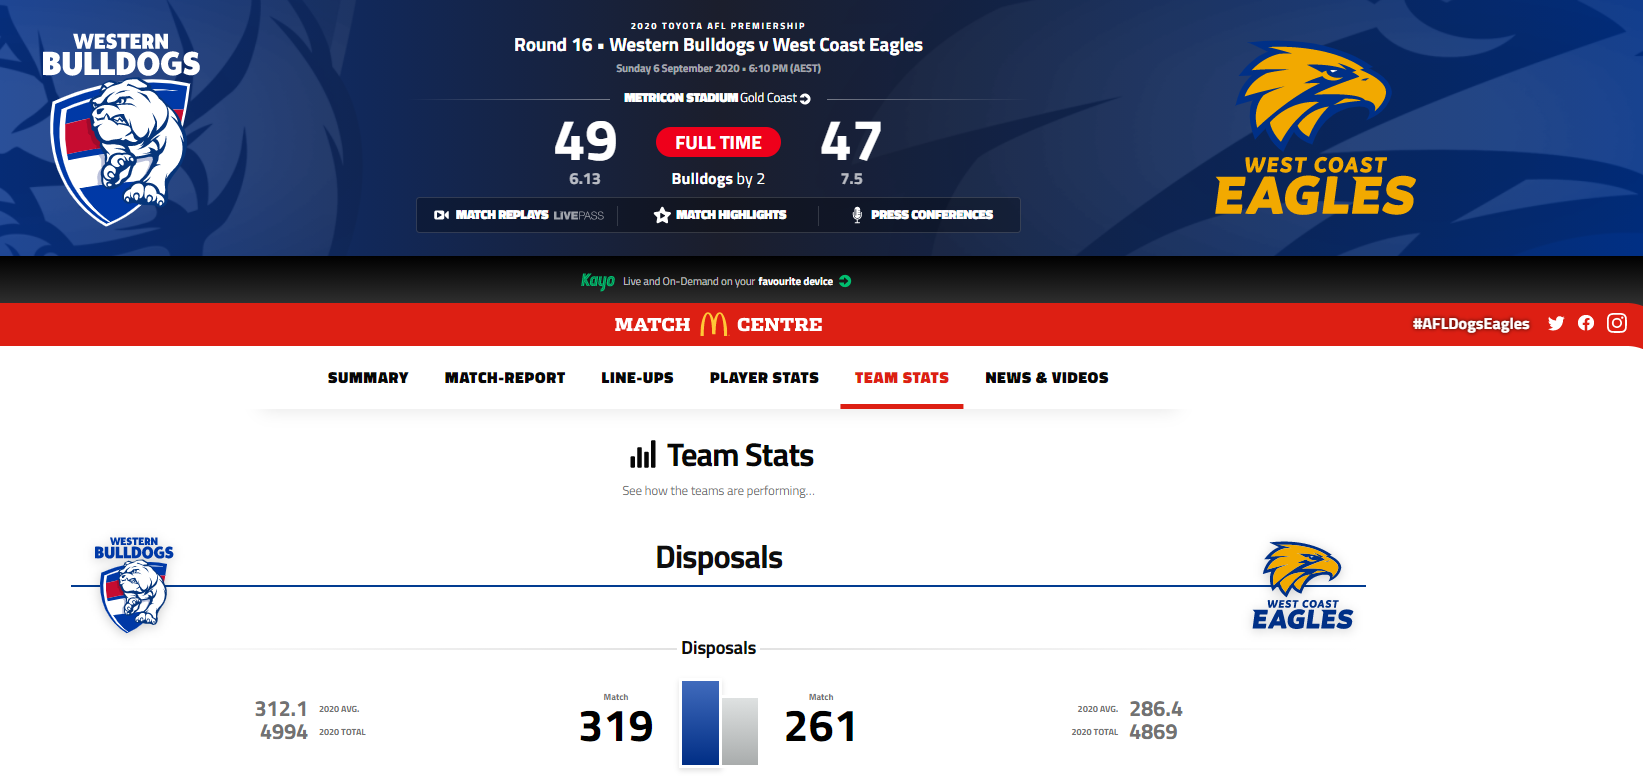 WESTERN
BULLDOGS
2020 TOYOTA AFL PREMIERSHIP
Round 16 • Western Bulldogs v West Coast Eagles
Sunday 6 September 2020 • 6:10 PM (AEST)
METRICON STADIUM Gold Coast
49 FULL TIME 47
6.13 Bulldogs by 2 7.5
MATCH REPLAYS LIVEPASS MATCH HIGHLIGHTS PRESS CONFERENCES
WEST COAST
EAGLES
Kayo Live and On-Demand on your favourite device
MATCH CENTRE
#AFLDogsEagles
SUMMARY MATCH-REPORT LINE-UPS PLAYER STATS TEAM STATS NEWS & VIDEOS
Team Stats
See how the teams are performing...
WESTERN
BULLDOGS
Disposals
WEST COAST
EAGLES
Disposals
312.1 2020 AVG.
4994 2020 TOTAL
Match
319
Match
261
2020 AVG. 286.4
2020 TOTAL 4869